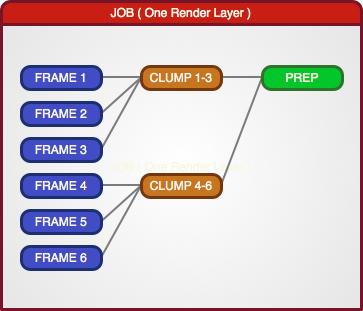 JOB ( One Render Layer )
FRAME 1
CLUMP 1-3
PREP
FRAME 2
FRAME 3
JOB ( One Render Layer )
FRAME 4
CLUMP 4-6
FRAME 5
FRAME 6